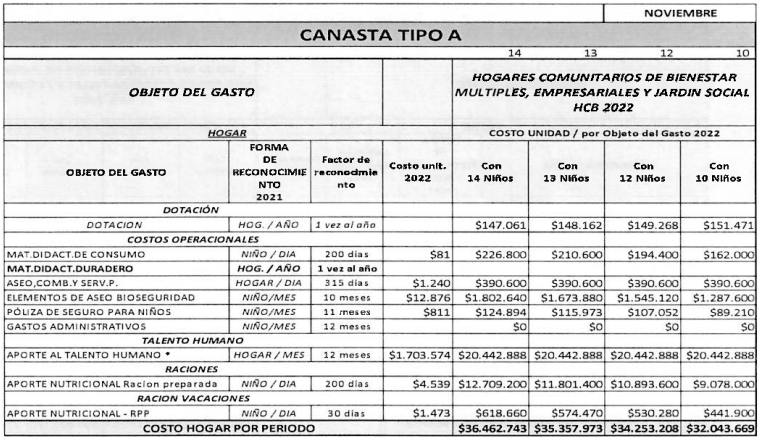 NOVIEMBRE
CANASTA TIPO A
14 13 12 10
OBJETO DEL GASTO
HOGARES COMUNITARIOS DE BIENESTAR
MULTIPLES, EMPRESARIALES Y JARDIN SOCIAL
HCB 2022
HOGAR
COSTO UNIDAD / por Objeto del Gasto 2022
OBJETO DEL GASTO
FORMA
DE
RECONOCIMIE
NTO
2021
Factor de
reconocimie
nto
Costo unit.
2022
Con
14 Niños
Con
13 Niños
Con
12 Niños
Con
10 Niños
DOTACIÓN
DOTACION HOG. / AÑO 1 vez al año $147.061 $148.162 $149.268 $151.471
COSTOS OPERACIONALES
MAT.DIDACT.DE CONSUMO NIÑO / DIA 200 días $81 $226.800 $210.600 $194.400 $162.000
MAT.DIDACT.DURADERO HOG. / AÑO 1 vez al año
ASEO,COMB.Y SERV.P. HOGAR / DIA 315 días $1.240 $390.600 $390.600 $390.600 $390.600
ELEMENTOS DE ASEO BIOSEGURIDAD NIÑO/MES 10 meses $12.876 $1.802.640 $1.673.880 $1.545.120 $1.287.600
PÓLIZA DE SEGURO PARA NIÑOS NIÑO/MES 11 meses $811 $124.894 $115.973 $107.052 $89.210
GASTOS ADMINISTRATIVOS NIÑO/MES 12 meses $0 $0 $0 $0
TALENTO HUMANO
APORTE AL TALENTO HUMANO * HOGAR / MES 12 meses $1.703.574 $20.442.888 $20.442.888 $20.442.888 $20.442.888
RACIONES
APORTE NUTRICIONAL Racion preparada NIÑO / DIA 200 días $4.539 $12.709.200 $11.801.400 $10.893.600 $9.078.000
RACION VACACIONES
APORTE NUTRICIONAL - RPP NIÑO / DIA 30 días $1.473 $618.660 $574.470 $530.280 $441.900
COSTO HOGAR POR PERIODO $36.462.743 $35.357.973 $34.253.208 $32.043.669